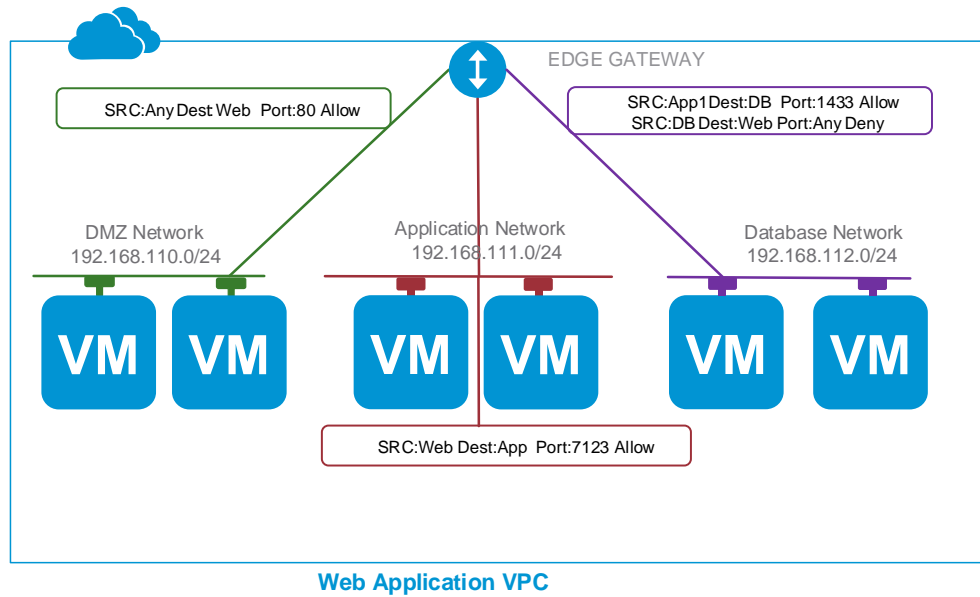 EDGE GATEWAY
SRC:Any Dest Web Port:80 Allow
SRC:App1Dest:DB Port:1433 Allow
SRC:DB Dest:Web Port:Any Deny
DMZ Network
192.168.110.0/24
Application Network
192.168.111.0/24
Database Network
192.168.112.0/24
VM
VM
VM
VM
VM
VM
SRC:Web Dest:App Port:7123 Allow
Web Application VPC